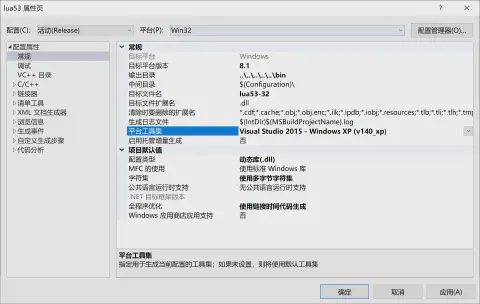 lua53 属性页
配置(C): 活动(Release) 平台(P): Win32 配置管理器(O)...
配置属性
常规
调试
VC++ 目录
C/C++
链接器
清单工具
XML 文档生成器
浏览信息
生成事件
自定义生成步骤
代码分析
常规
目标平台 Windows
目标平台版本 8.1
输出目录 ..\..\..\..\..\bin
中间目录 $(Configuration)\
目标文件名 lua53-32
目标文件扩展名 .dll
清除时要删除的扩展名 *.cdf;*.cache;*.obj;*.obj.enc;*.ilk;*.ipdb;*.iobj;*.resources;*.tlb;*.tli;*.tlh;*.tmp
生成日志文件 $(IntDir)$(MSBuildProjectName).log
平台工具集 Visual Studio 2015 - Windows XP (v140_xp)
启用托管增量生成 否
项目默认值
配置类型 动态库(.dll)
MFC 的使用 使用标准 Windows 库
字符集 使用多字节字符集
公共语言运行时支持 无公共语言运行时支持
.NET 目标框架版本
全程序优化 使用链接时间代码生成
Windows 应用商店应用支持 否
平台工具集
指定用于生成当前配置的工具集；如果未设置，则将使用默认工具集
确定 取消 应用(A)